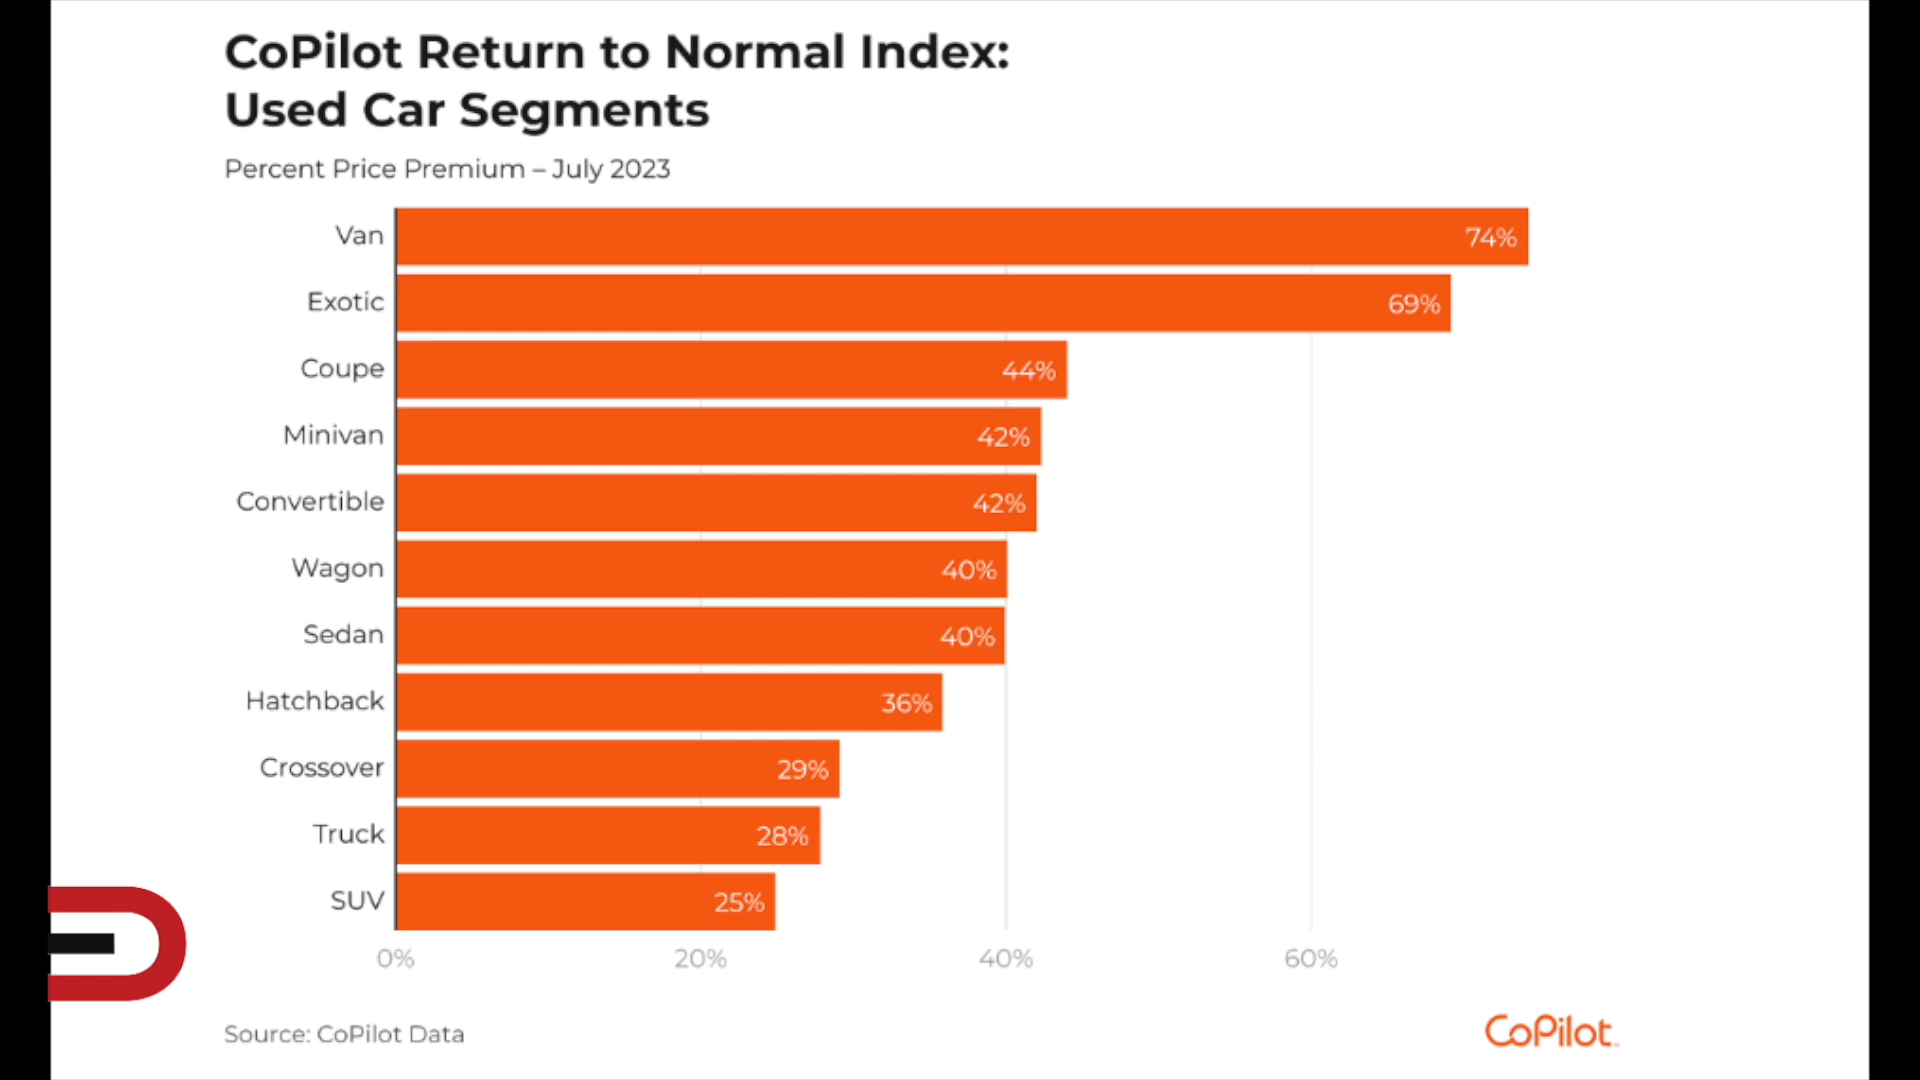 CoPilot Return to Normal Index:
Used Car Segments
Percent Price Premium – July 2023
Van 74%
Exotic 69%
Coupe 44%
Minivan 42%
Convertible 42%
Wagon 40%
Sedan 40%
Hatchback 36%
Crossover 29%
Truck 28%
SUV 25%
0% 20% 40% 60%
Source: CoPilot Data
CoPilot